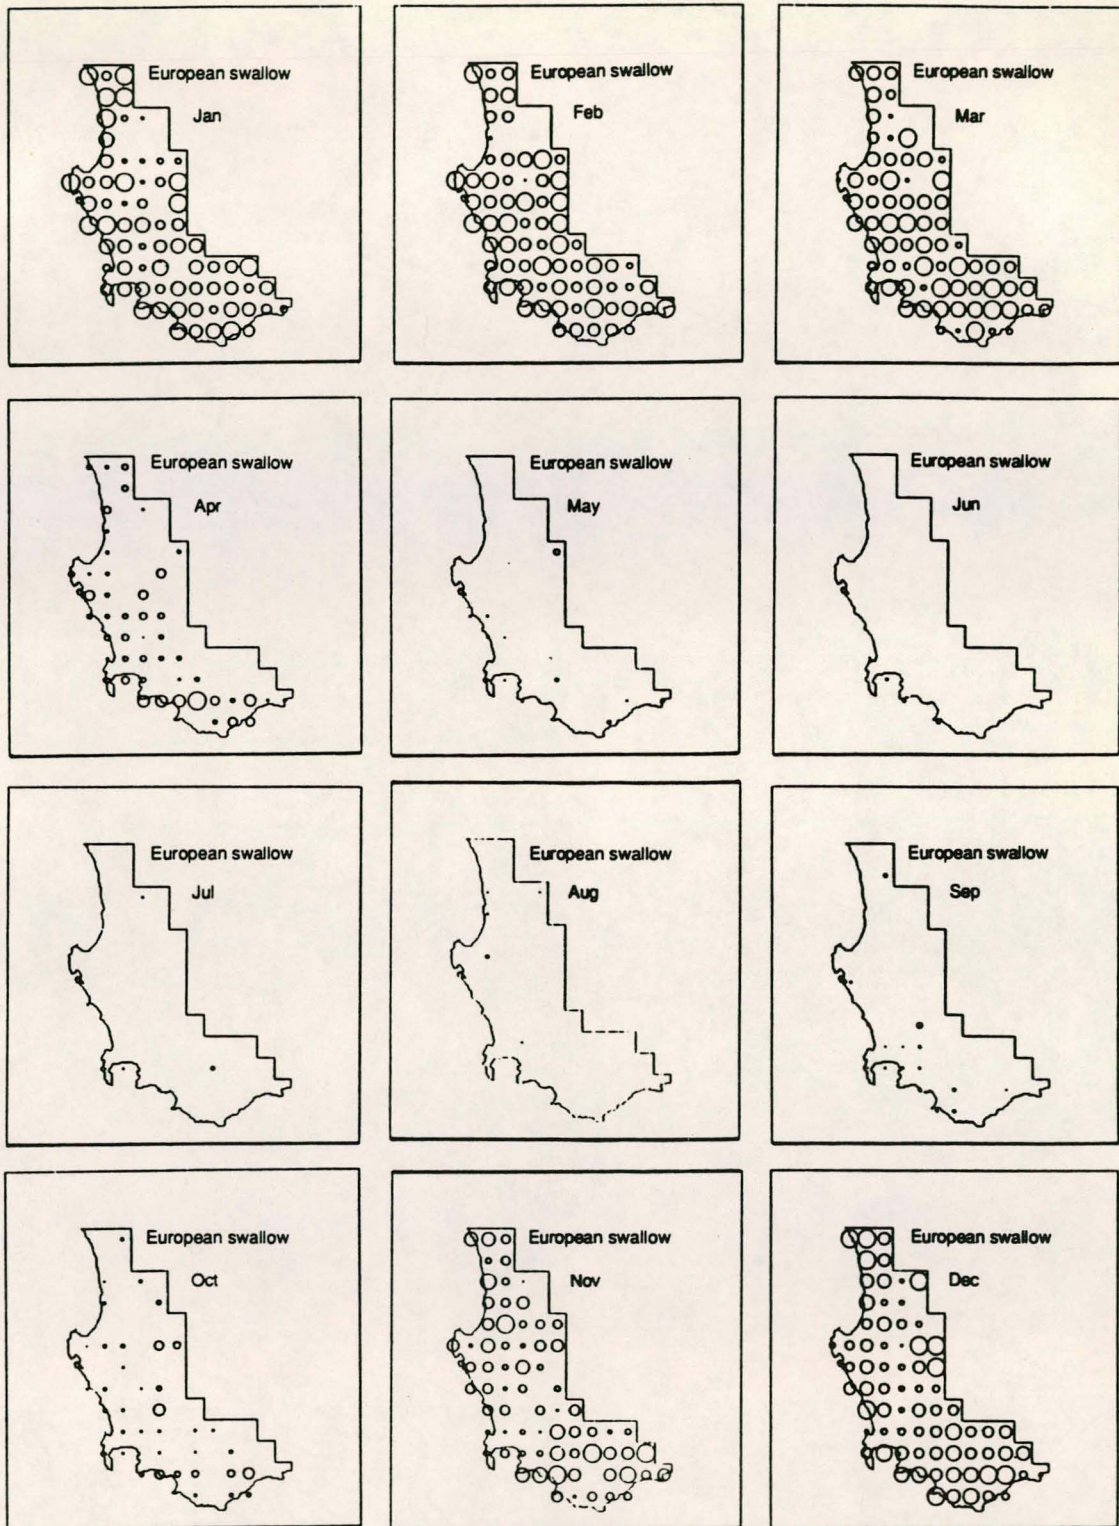 European swallow
Jan
European swallow
Feb
European swallow
Mar
European swallow
Apr
European swallow
May
European swallow
Jun
European swallow
Jul
European swallow
Aug
European swallow
Sep
European swallow
Oct
European swallow
Nov
European swallow
Dec